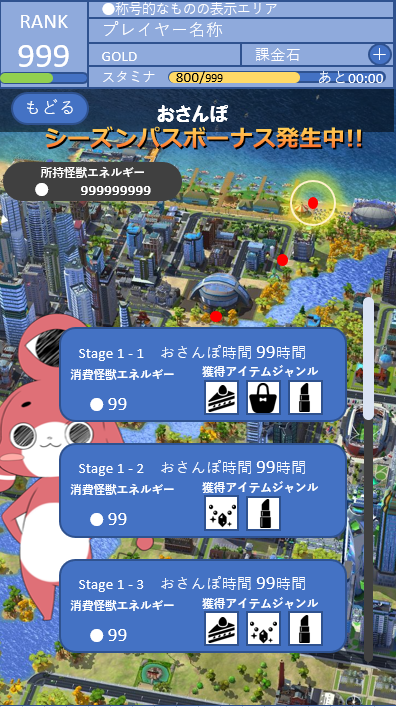 RANK
999
●称号的なものの表示エリア
プレイヤー名称
GOLD
課金石
スタミナ 800/999 あと00:00
もどる
おさんぽ
シーズンパスボーナス発生中!!
所持怪獣エネルギー
999999999
Stage 1 - 1 おさんぽ時間 99時間
消費怪獣エネルギー 獲得アイテムジャンル
99
Stage 1 - 2 おさんぽ時間 99時間
消費怪獣エネルギー 獲得アイテムジャンル
99
Stage 1 - 3 おさんぽ時間 99時間
消費怪獣エネルギー 獲得アイテムジャンル
99